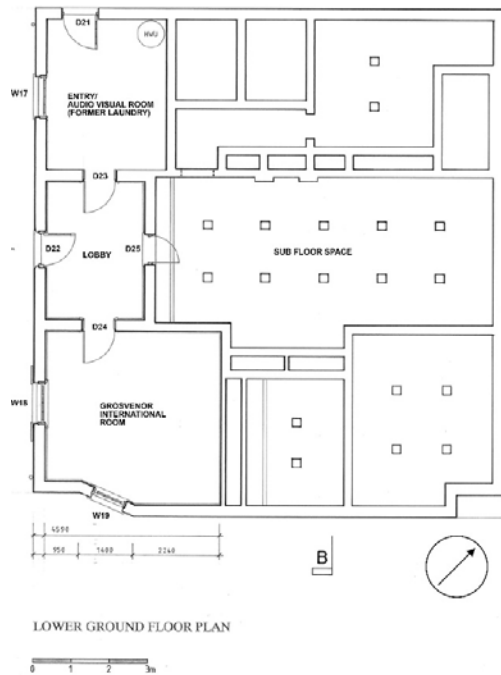 D21
HWU
W17
ENTRY/
AUDIO VISUAL ROOM
(FORMER LAUNDRY)
D23
D22
LOBBY
D25
SUB FLOOR SPACE
D24
GROSVENOR
INTERNATIONAL
ROOM
W18
W19
4590
950
1400
2240
B
LOWER GROUND FLOOR PLAN
0 1 2 3m